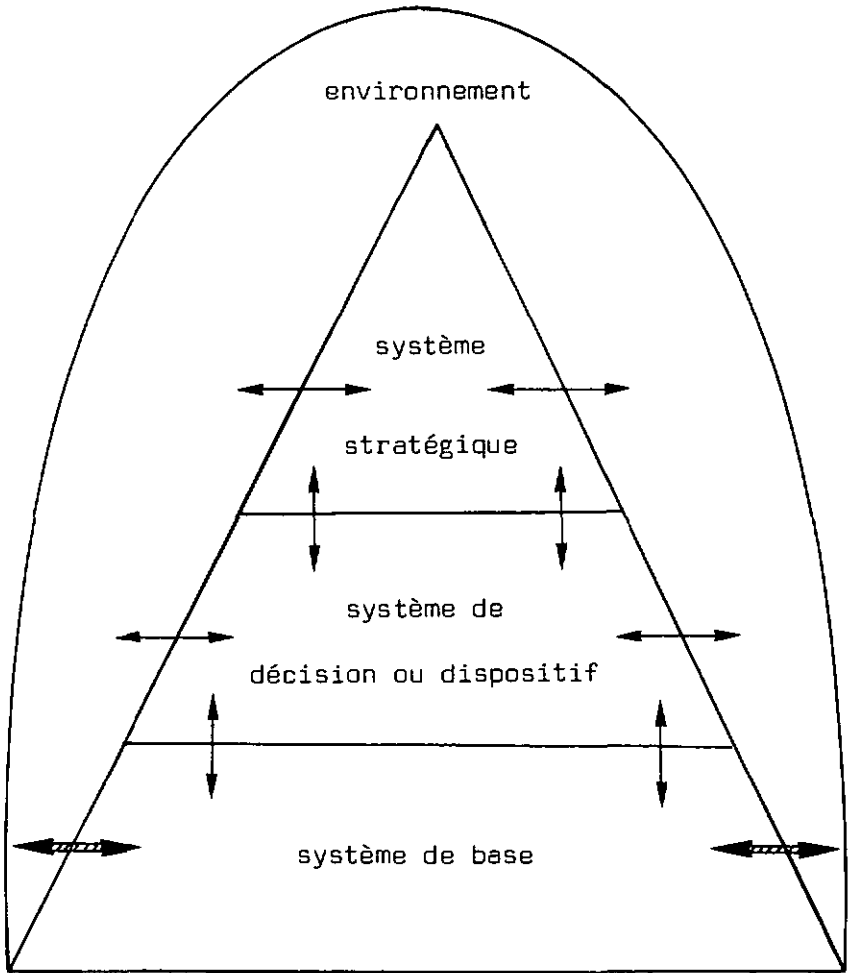 environnement
système
stratégique
système de
décision ou dispositif
système de base